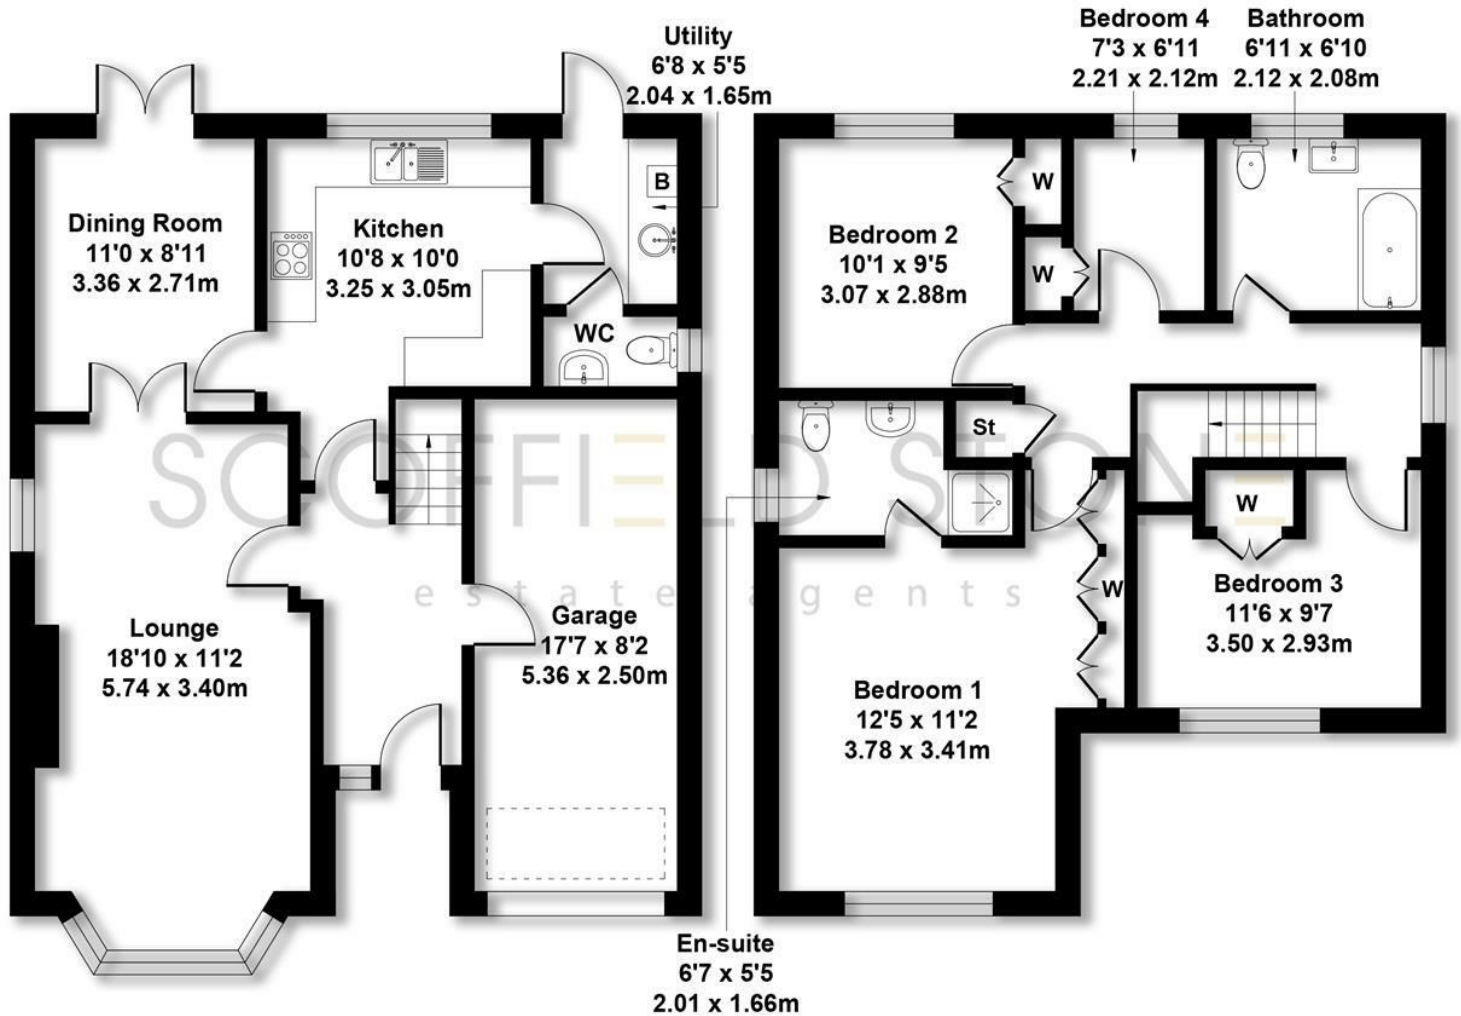 Utility
6'8 x 5'5
2.04 x 1.65m
Bedroom 4
7'3 x 6'11
2.21 x 2.12m
Bathroom
6'11 x 6'10
2.12 x 2.08m
Dining Room
11'0 x 8'11
3.36 x 2.71m
Kitchen
10'8 x 10'0
3.25 x 3.05m
B
WC
Bedroom 2
10'1 x 9'5
3.07 x 2.88m
W
W
St
SCOFFIELD STONE
estate agents
Lounge
18'10 x 11'2
5.74 x 3.40m
Garage
17'7 x 8'2
5.36 x 2.50m
W
W
Bedroom 3
11'6 x 9'7
3.50 x 2.93m
Bedroom 1
12'5 x 11'2
3.78 x 3.41m
En-suite
6'7 x 5'5
2.01 x 1.66m